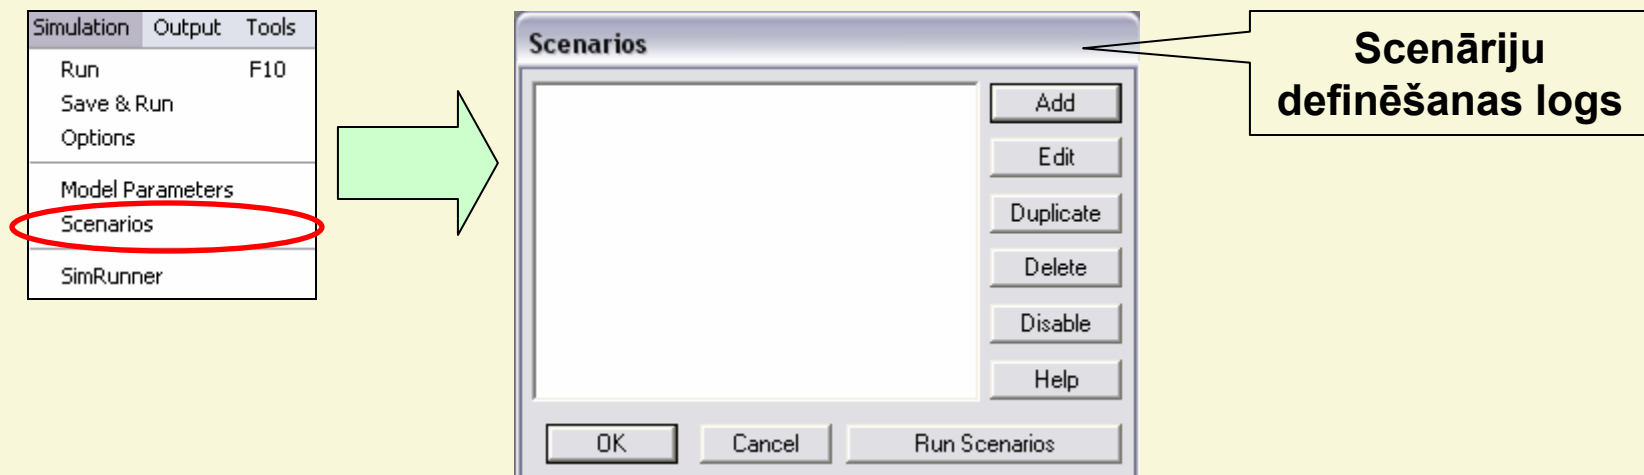 Simulation Output Tools
Run F10
Save & Run
Options
Model Parameters
Scenarios
SimRunner
Scenarios
Add
Edit
Duplicate
Delete
Disable
Help
OK Cancel Run Scenarios
Scenāriju
definēšanas logs